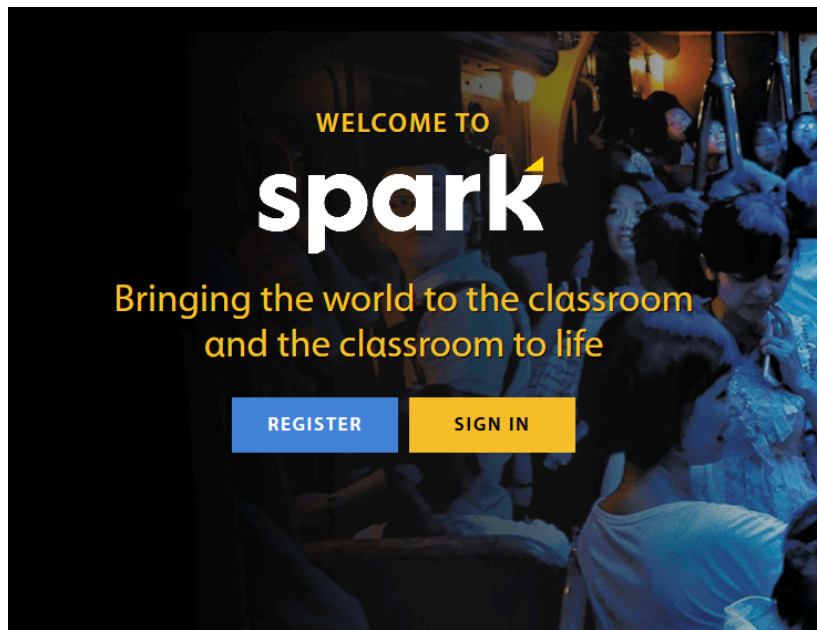 WELCOME TO
spark
Bringing the world to the classroom
and the classroom to life
REGISTER
SIGN IN